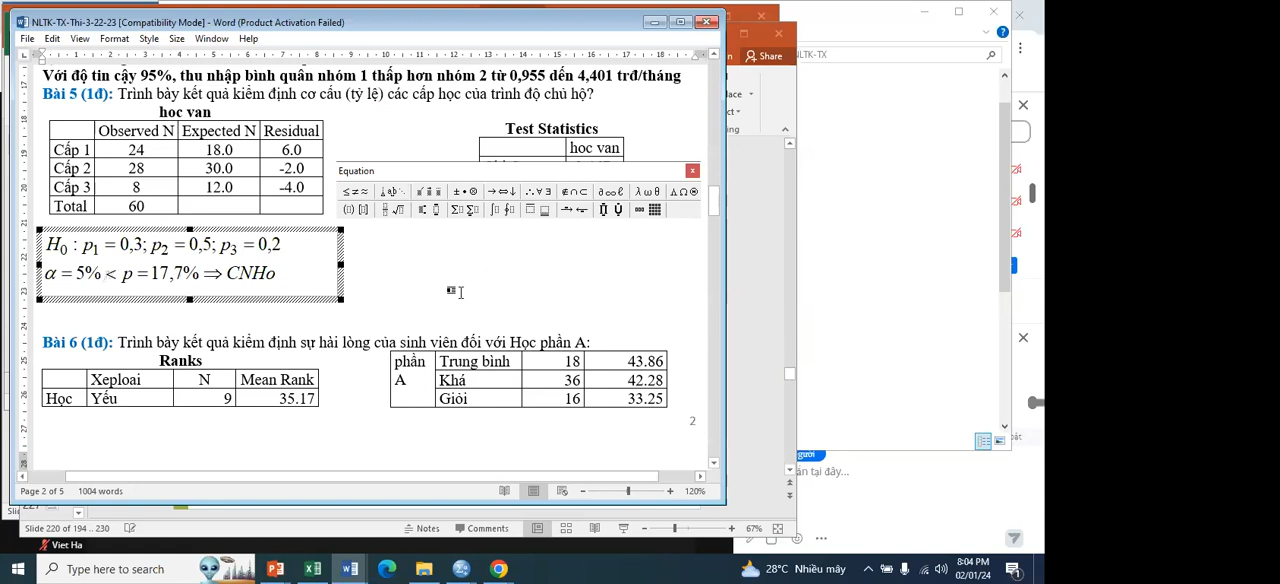 NLTK-TX-Thi-3-22-23 [Compatibility Mode] - Word (Product Activation Failed)
File Edit View Format Style Size Window Help
Với độ tin cậy 95%, thu nhập bình quân nhóm 1 thấp hơn nhóm 2 từ 0,955 đến 4,401 trđ/tháng
Bài 5 (1đ): Trình bày kết quả kiểm định cơ cấu (tỷ lệ) các cấp học của trình độ chủ hộ?
hoc van
Observed N Expected N Residual
Cấp 1 24 18.0 6.0
Cấp 2 28 30.0 -2.0
Cấp 3 8 12.0 -4.0
Total 60
Test Statistics
hoc van
Equation
H₀ : p₁ = 0,3; p₂ = 0,5; p₃ = 0,2
α = 5% < p = 17,7% ⇒ CNHo
Bài 6 (1đ): Trình bày kết quả kiểm định sự hài lòng của sinh viên đối với Học phần A:
Ranks
Xeploai N Mean Rank
Học Yếu 9 35.17
phần Trung bình 18 43.86
A Khá 36 42.28
Giỏi 16 33.25
2
Page 2 of 5 1004 words
120%
Share
NLTK-TX
Slide 220 of 194 .. 230
Notes Comments
67%
Viet Ha
Type here to search
28°C Nhiều mây
8:04 PM
02/01/24